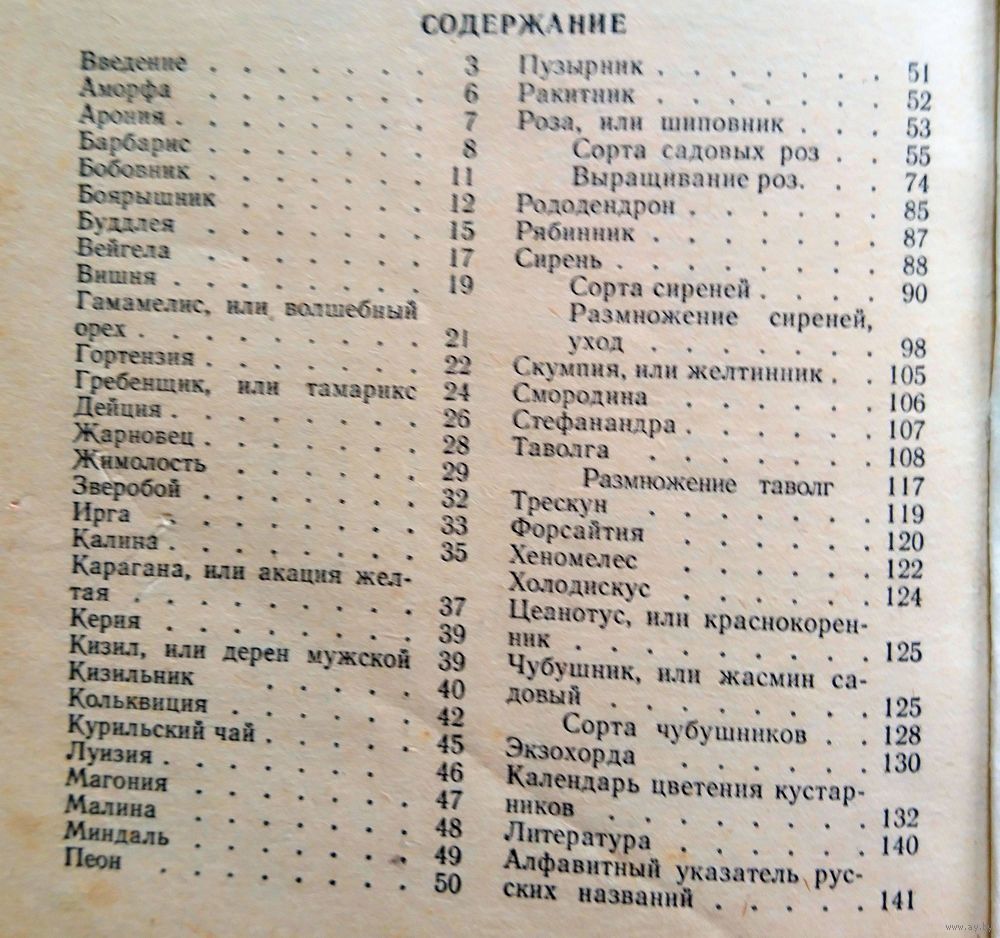 СОДЕРЖАНИЕ
Введение . . . . . . . 3
Аморфа . . . . . . . 6
Арония . . . . . . . 7
Барбарис . . . . . . 8
Бобовник . . . . . . 11
Боярышник . . . . . . 12
Буддлея . . . . . . . 15
Вейгела . . . . . . . 17
Вишня . . . . . . . . 19
Гамамелис, или волшебный
орех . . . . . . . . 21
Гортензия . . . . . . 22
Гребенщик, или тамарикс 24
Дейция . . . . . . . 26
Жарновец . . . . . . 28
Жимолость . . . . . . 29
Зверобой . . . . . . 32
Ирга . . . . . . . . 33
Калина . . . . . . . 35
Карагана, или акация жел-
тая . . . . . . . . 37
Керия . . . . . . . 39
Кизил, или дерен мужской 39
Кизильник . . . . . 40
Кольквиция . . . . . 42
Курильский чай . . . . 45
Луизия . . . . . . . 46
Магония . . . . . . . 47
Малина . . . . . . . 48
Миндаль . . . . . . . 49
Пеон . . . . . . . . 50
Пузырник . . . . . . 51
Ракитник . . . . . . 52
Роза, или шиповник . . . 53
Сорта садовых роз . . 55
Выращивание роз. . . 74
Рододендрон . . . . . 85
Рябинник . . . . . . 87
Сирень . . . . . . . 88
Сорта сиреней . . . . 90
Размножение сиреней,
уход . . . . . . . 98
Скумпия, или желтинник . . 105
Смородина . . . . . . 106
Стефанандра . . . . . 107
Таволга . . . . . . . 108
Размножение таволг 117
Трескун . . . . . . . 119
Форсайтия . . . . . . 120
Хеномелес . . . . . . 122
Холодискус . . . . . 124
Цеанотус, или краснокорен-
ник . . . . . . . . 125
Чубушник, или жасмин са-
довый . . . . . . . 125
Сорта чубушников . . 128
Экзохорда . . . . . . 130
Календарь цветения кустар-
ников . . . . . . . 132
Литература . . . . . 140
Алфавитный указатель рус-
ских названий . . . . . 141
www.ay.by